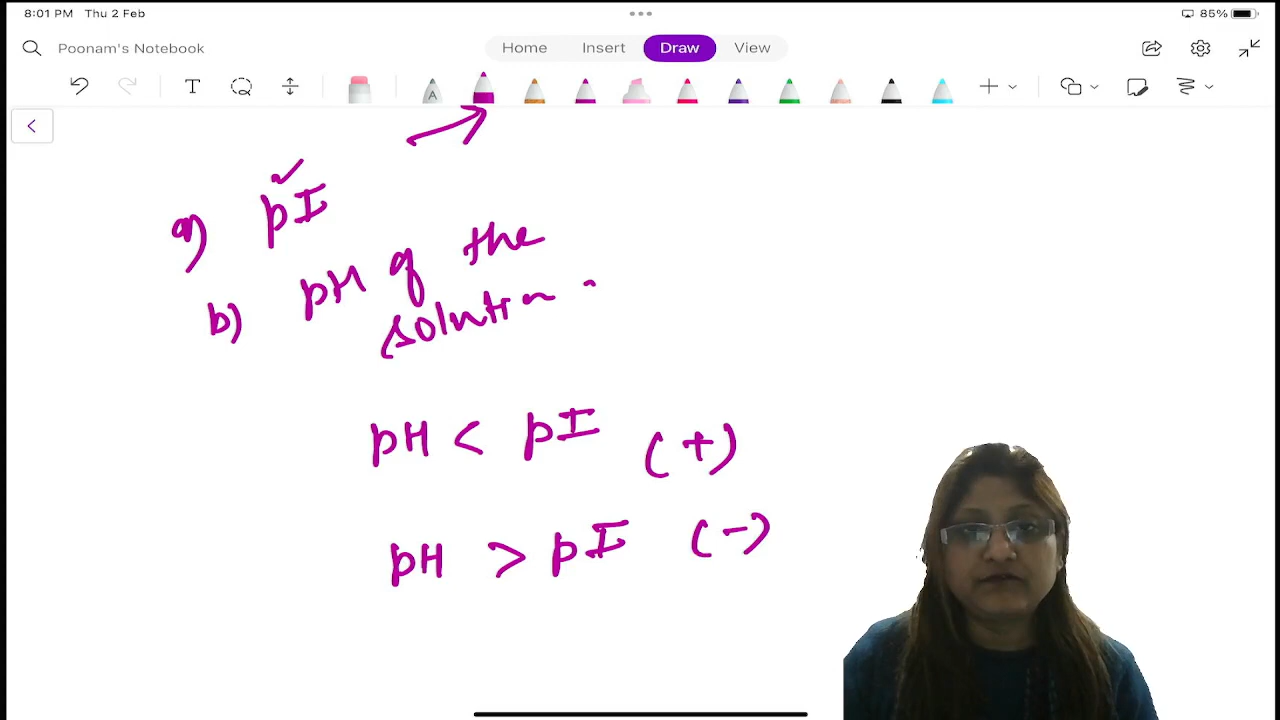 8:01 PM Thu 2 Feb
85%
Poonam's Notebook
Home Insert Draw View
T
A
a) pI
b) pH of the
solution.
pH < pI (+)
pH > pI (-)